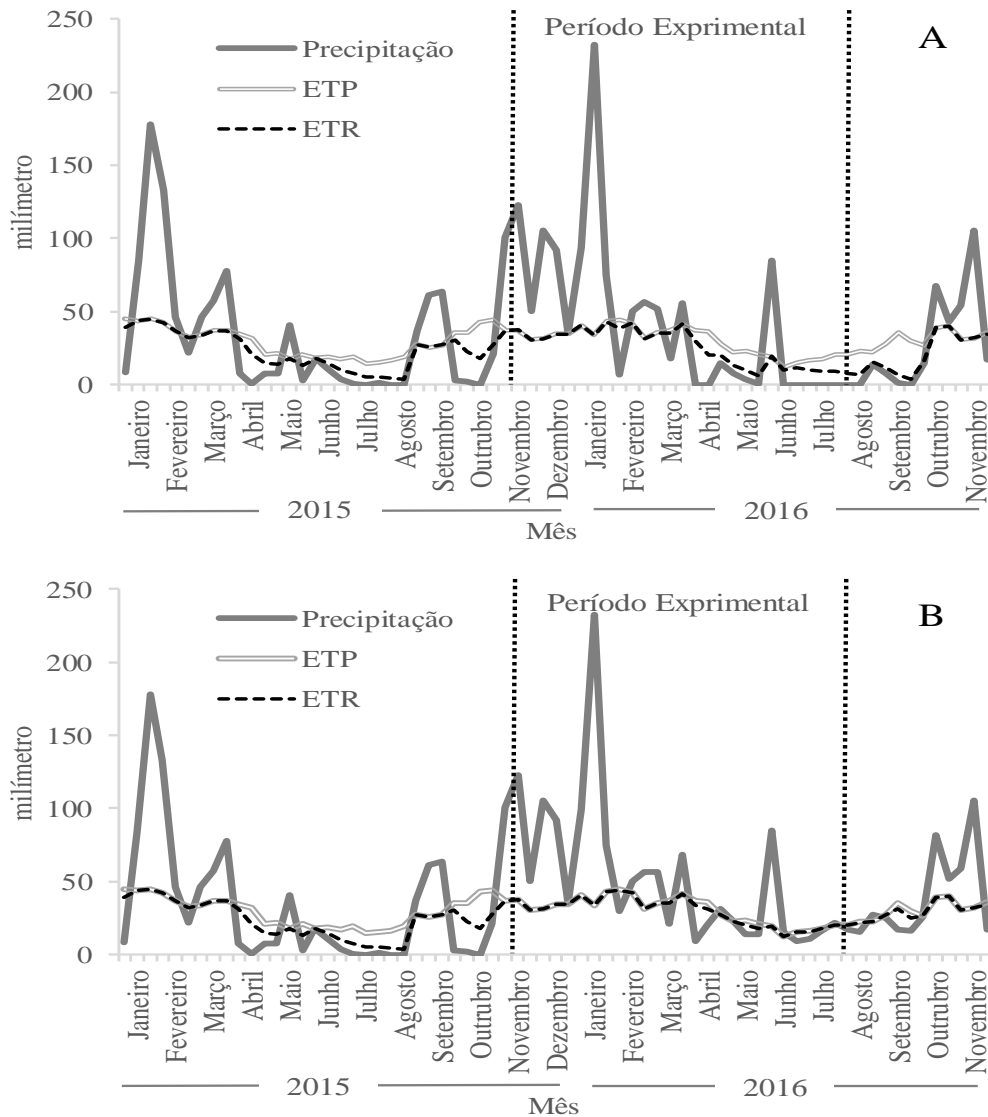 250
200
150
100
50
0
milímetro
Precipitação
ETP
ETR
Período Exprimental
A
Janeiro
Fevereiro
Março
Abril
Maio
Junho
Julho
Agosto
Setembro
Outrubro
Novembro
Dezembro
Janeiro
Fevereiro
Março
Abril
Maio
Junho
Julho
Agosto
Setembro
Outrubro
Novembro
2015
2016
Mês
250
200
150
100
50
0
milímetro
Precipitação
ETP
ETR
Período Exprimental
B
Janeiro
Fevereiro
Março
Abril
Maio
Junho
Julho
Agosto
Setembro
Outrubro
Novembro
Dezembro
Janeiro
Fevereiro
Março
Abril
Maio
Junho
Julho
Agosto
Setembro
Outrubro
Novembro
2015
2016
Mês